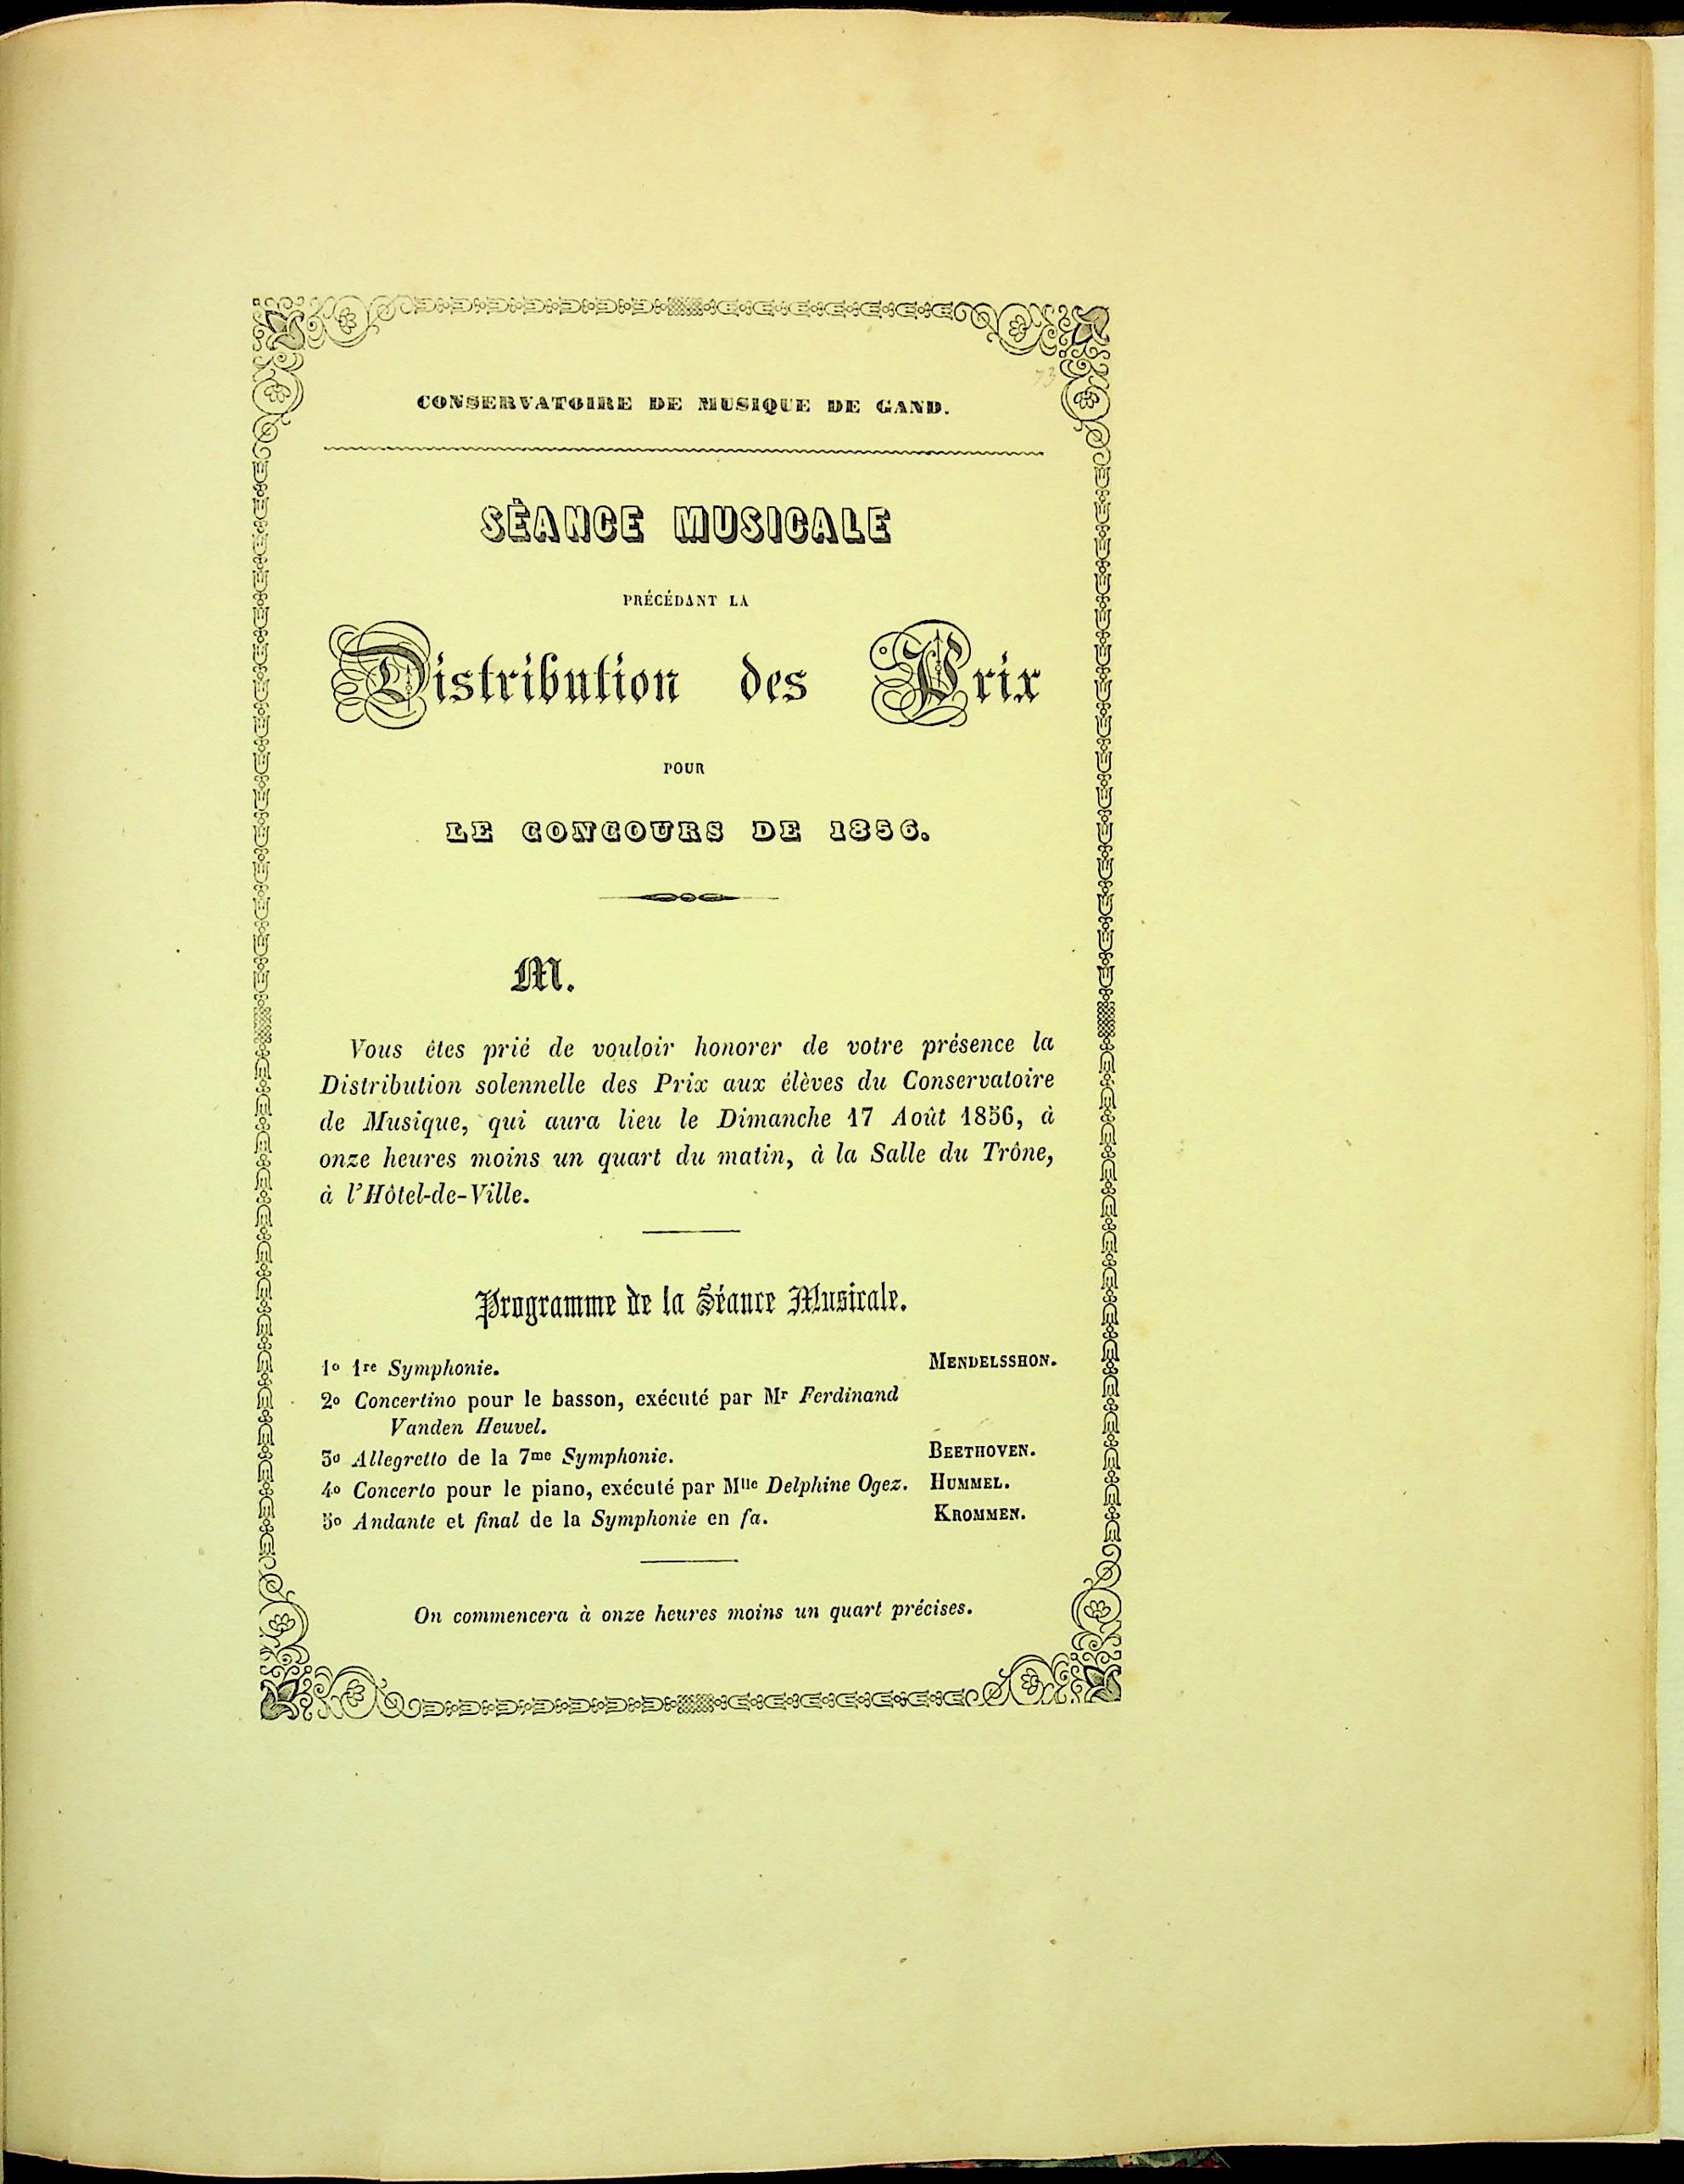 73
CONSERVATOIRE DE MUSIQUE DE GAND.
SÉANCE MUSICALE
PRÉCÉDANT LA
Distribution des Prix
POUR
LE CONCOURS DE 1856.
M.
Vous êtes prié de vouloir honorer de votre présence la
Distribution solennelle des Prix aux élèves du Conservatoire
de Musique, qui aura lieu le Dimanche 17 Août 1856, à
onze heures moins un quart du matin, à la Salle du Trône,
à l'Hôtel-de-Ville.
Programme de la Séance Musicale.
1o 1re Symphonie. MENDELSSHON.
2o Concertino pour le basson, exécuté par Mr Ferdinand
Vanden Heuvel.
3o Allegretto de la 7me Symphonie. BEETHOVEN.
4o Concerto pour le piano, exécuté par Mlle Delphine Ogez. HUMMEL.
5o Andante et final de la Symphonie en fa. KROMMEN.
On commencera à onze heures moins un quart précises.